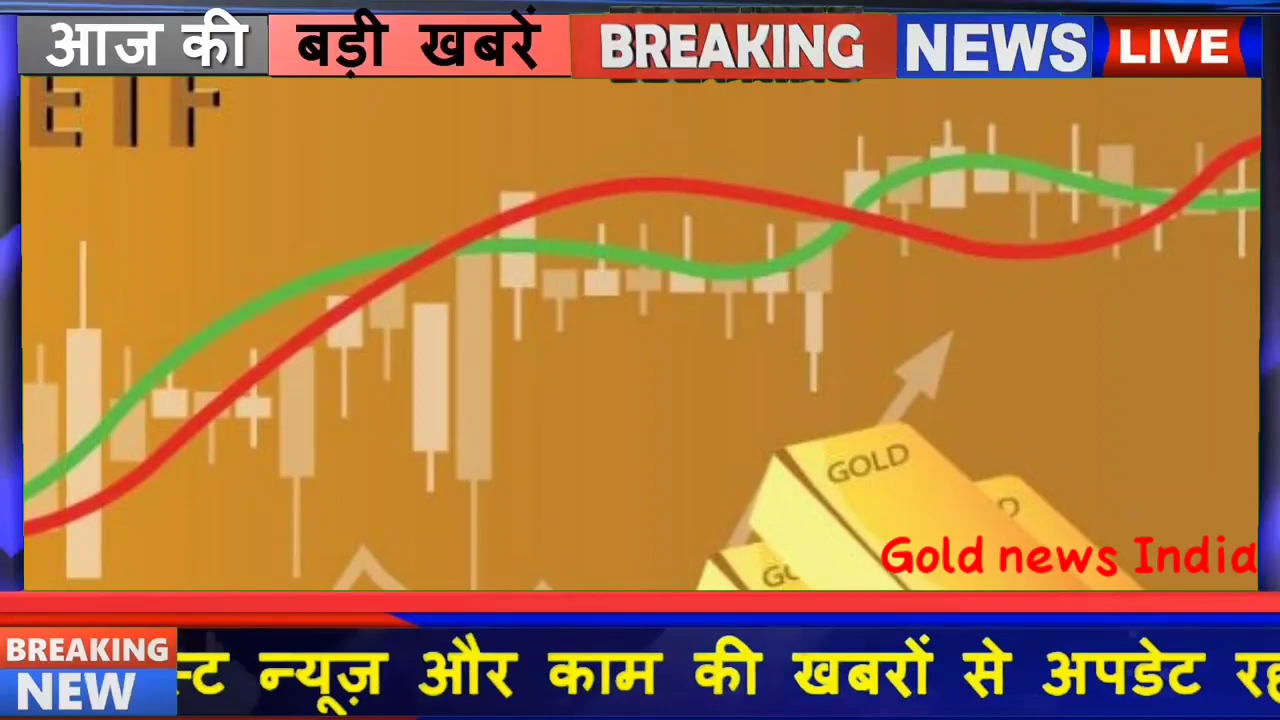 आज की बड़ी खबरें BREAKING NEWS LIVE
ETF
GOLD
Gold news India
BREAKING
NEW
न्यूज़ और काम की खबरों से अपडेट